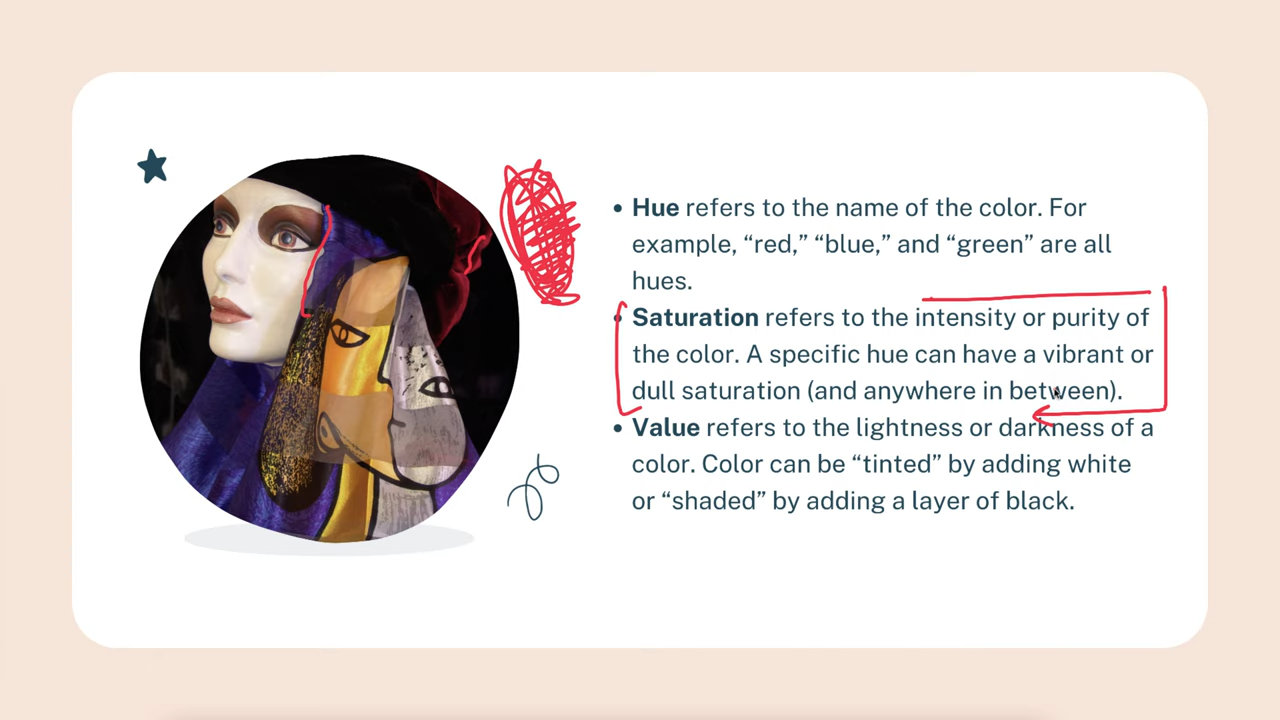 • Hue refers to the name of the color. For
example, “red,” “blue,” and “green” are all
hues.
• Saturation refers to the intensity or purity of
the color. A specific hue can have a vibrant or
dull saturation (and anywhere in between).
• Value refers to the lightness or darkness of a
color. Color can be “tinted” by adding white
or “shaded” by adding a layer of black.